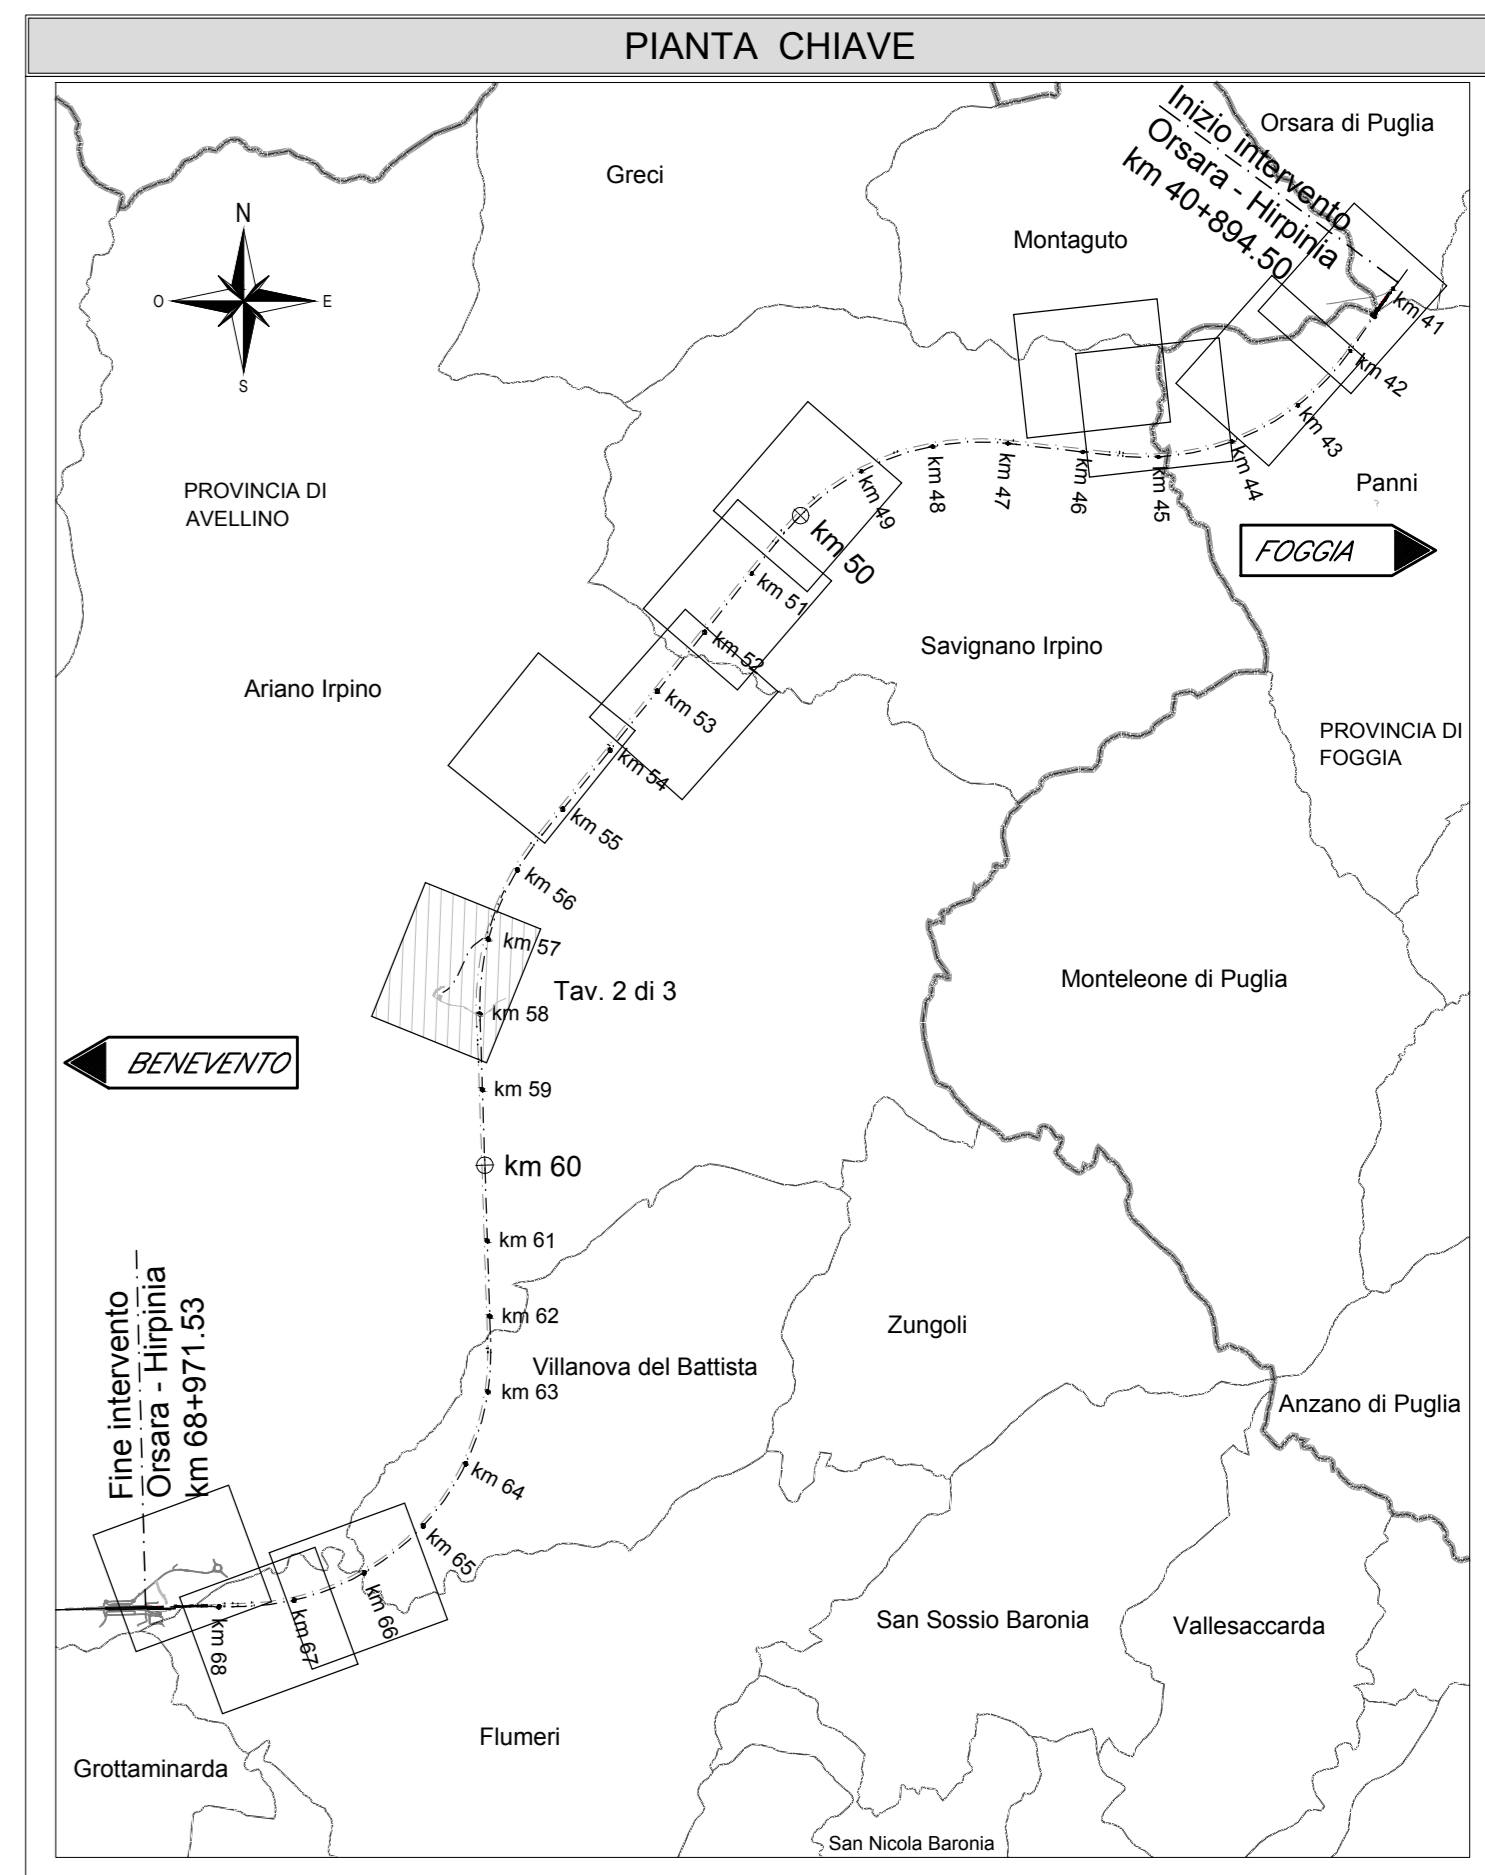 PIANTA CHIAVE
Orsara di Puglia
Inizio intervento
Orsara - Hirpinia
km 40+894.50
Greci
Montaguto
N
O
E
S
km 41
km 42
km 43
km 44
km 45
km 46
km 47
km 48
km 49
km 50
Panni
PROVINCIA DI
AVELLINO
FOGGIA
km 51
km 52
Savignano Irpino
Ariano Irpino
km 53
PROVINCIA DI
FOGGIA
km 54
km 55
km 56
km 57
Monteleone di Puglia
Tav. 2 di 3
km 58
BENEVENTO
km 59
km 60
km 61
km 62
Zungoli
Fine intervento
Orsara - Hirpinia
km 68+971.53
Villanova del Battista
km 63
Anzano di Puglia
km 64
km 65
km 66
km 67
km 68
San Sossio Baronia
Vallesaccarda
Flumeri
Grottaminarda
San Nicola Baronia